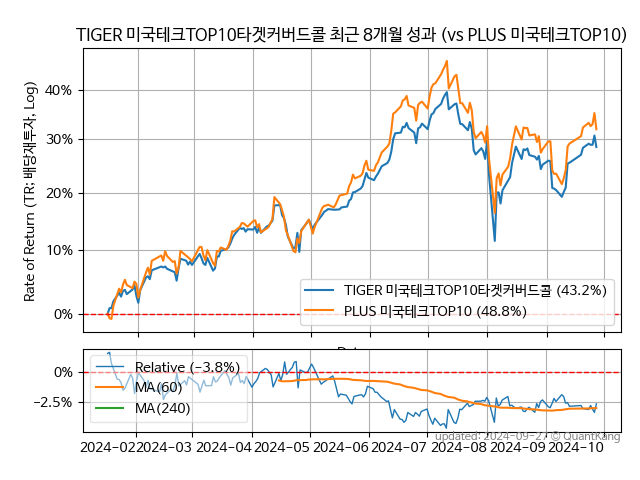 TIGER 미국테크TOP10타겟커버드콜 최근 8개월 성과 (vs PLUS 미국테크TOP10)
Rate of Return (TR: 배당재투자, Log)
40%
30%
20%
10%
0%
TIGER 미국테크TOP10타겟커버드콜 (43.2%)
PLUS 미국테크TOP10 (48.8%)
0%
−2.5%
Relative (−3.8%)
MA(60)
MA(240)
updated: 2024-09-27 © QuantKang
2024-02 2024-03 2024-04 2024-05 2024-06 2024-07 2024-08 2024-09 2024-10